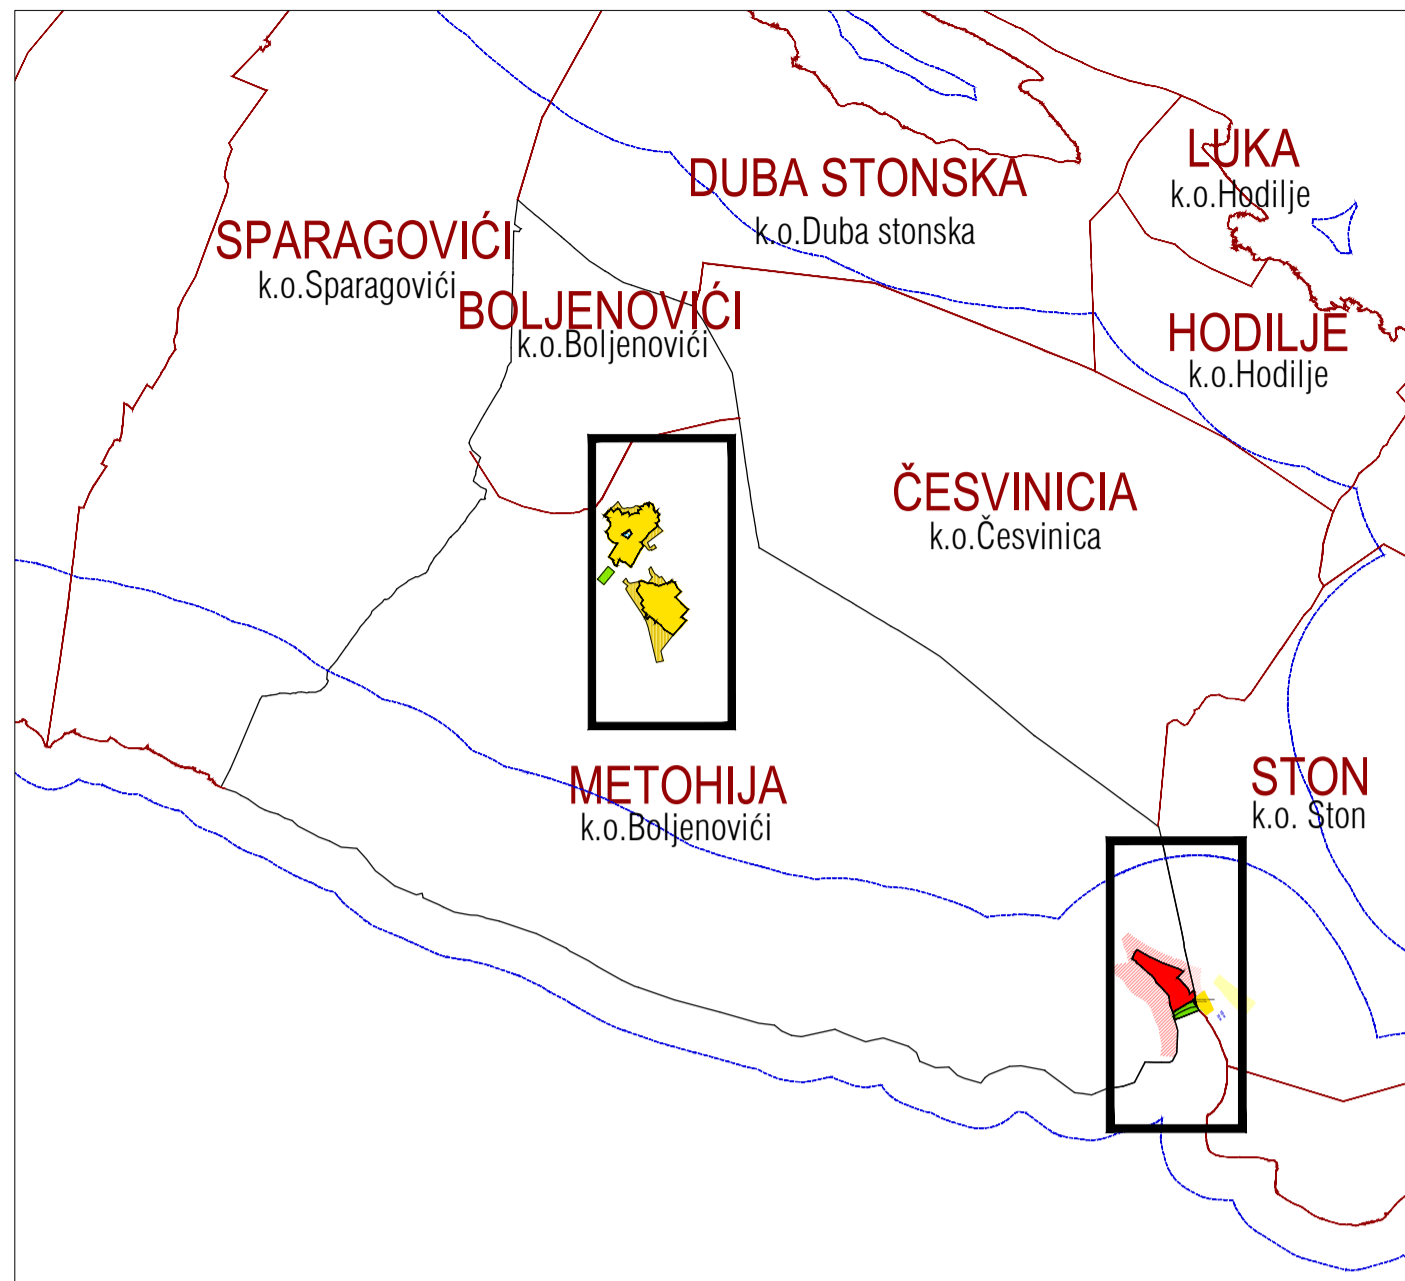 LUKA
k.o.Hodilje
DUBA STONSKA
k.o.Duba stonska
SPARAGOVIĆI
k.o.Sparagovići
BOLJENOVIĆI
k.o.Boljenovići
HODILJE
k.o.Hodilje
ČESVINICIA
k.o.Česvinica
METOHIJA
k.o.Boljenovići
STON
k.o. Ston